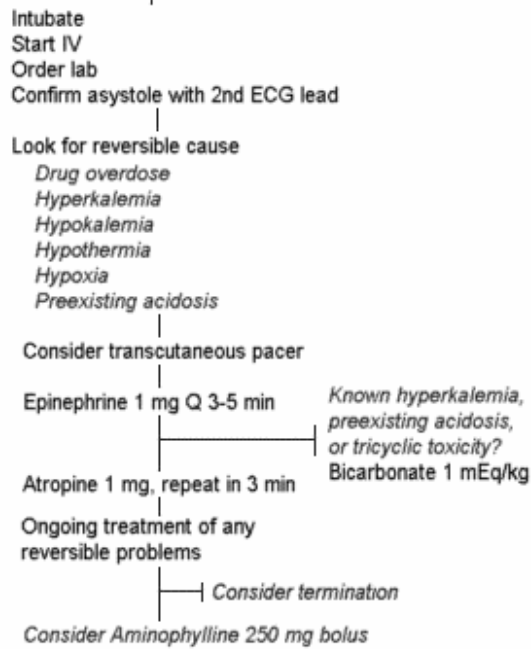 Intubate
Start IV
Order lab
Confirm asystole with 2nd ECG lead
Look for reversible cause
Drug overdose
Hyperkalemia
Hypokalemia
Hypothermia
Hypoxia
Preexisting acidosis
Consider transcutaneous pacer
Epinephrine 1 mg Q 3-5 min
Known hyperkalemia,
preexisting acidosis,
or tricyclic toxicity?
Bicarbonate 1 mEq/kg
Atropine 1 mg, repeat in 3 min
Ongoing treatment of any
reversible problems
Consider termination
Consider Aminophylline 250 mg bolus